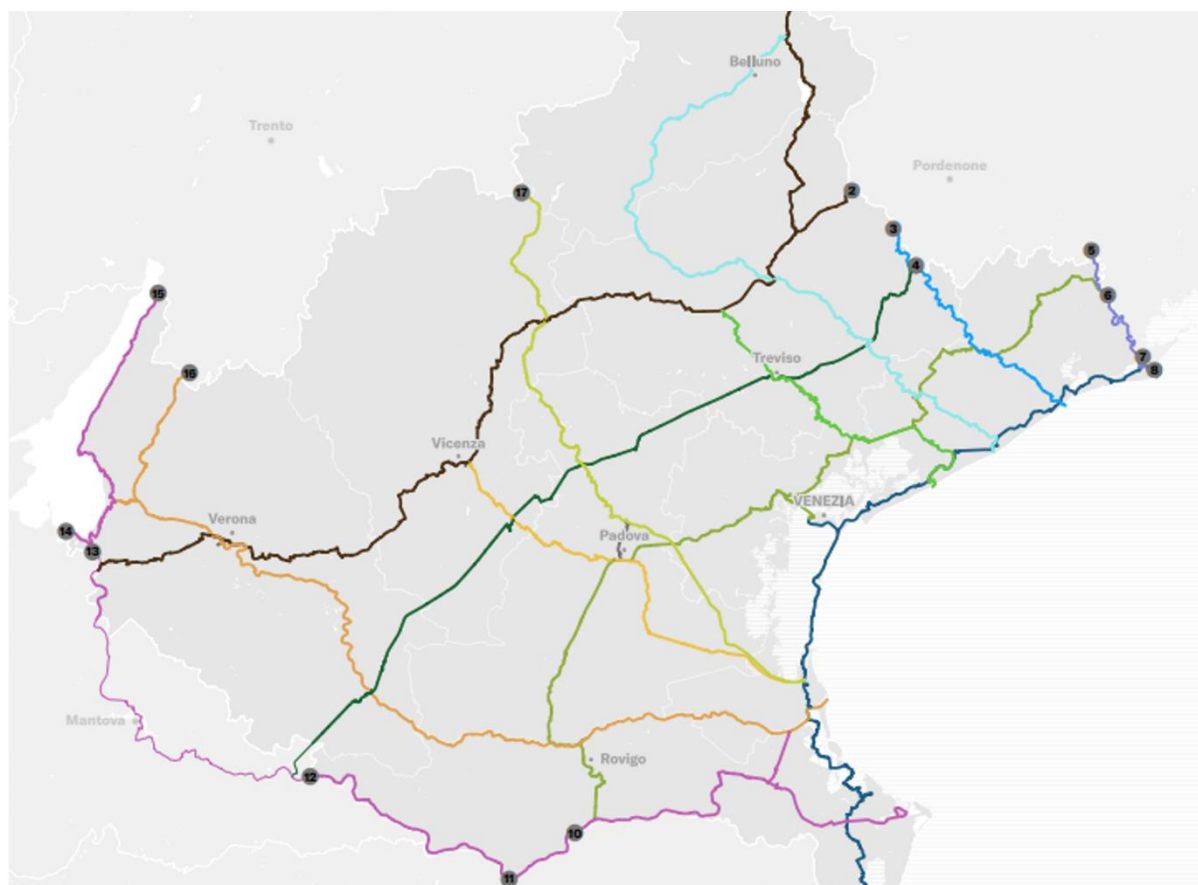 Belluno
Trento
Pordenone
17
2
3
4
5
15
6
Treviso
7
8
16
Vicenza
VENEZIA
Verona
14
13
Padova
Mantova
Rovigo
12
10
11